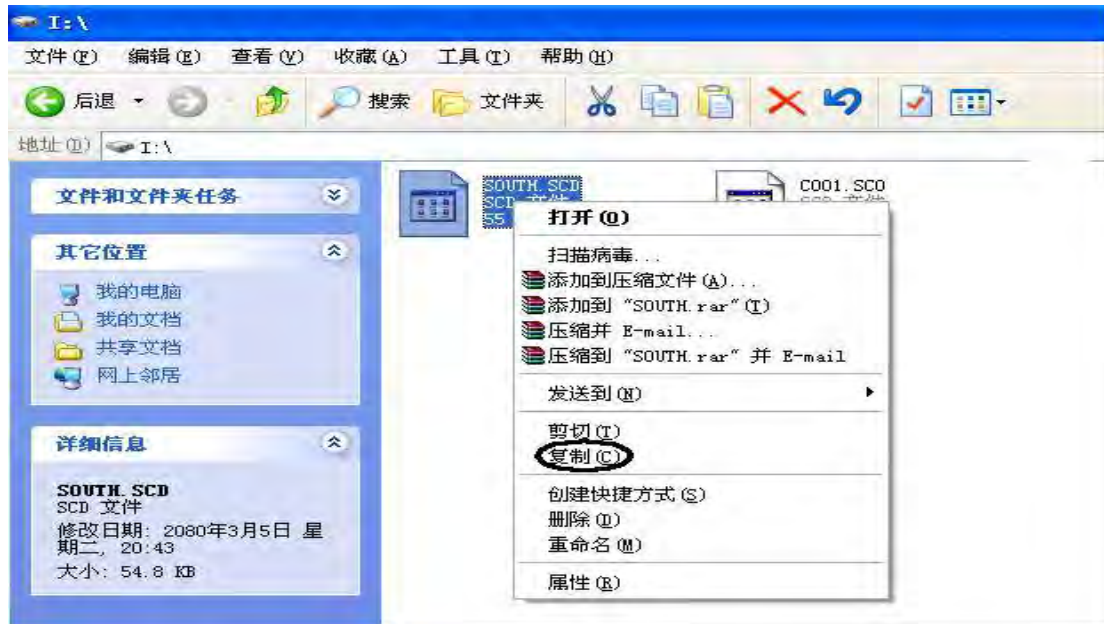 I:\
文件(F) 编辑(E) 查看(V) 收藏(A) 工具(T) 帮助(H)
后退 搜索 文件夹
地址(D) I:\
文件和文件夹任务
其它位置
我的电脑
我的文档
共享文档
网上邻居
详细信息
SOUTH.SCD
SCD 文件
修改日期: 2080年3月5日 星
期二, 20:43
大小: 54.8 KB
SOUTH.SCD
SCD 文件
55
C001.SCO
SCO 文件
打开(O)
扫描病毒...
添加到压缩文件(A)...
添加到 "SOUTH.rar"(T)
压缩并 E-mail...
压缩到 "SOUTH.rar" 并 E-mail
发送到(N)
剪切(T)
复制(C)
创建快捷方式(S)
删除(D)
重命名(M)
属性(R)